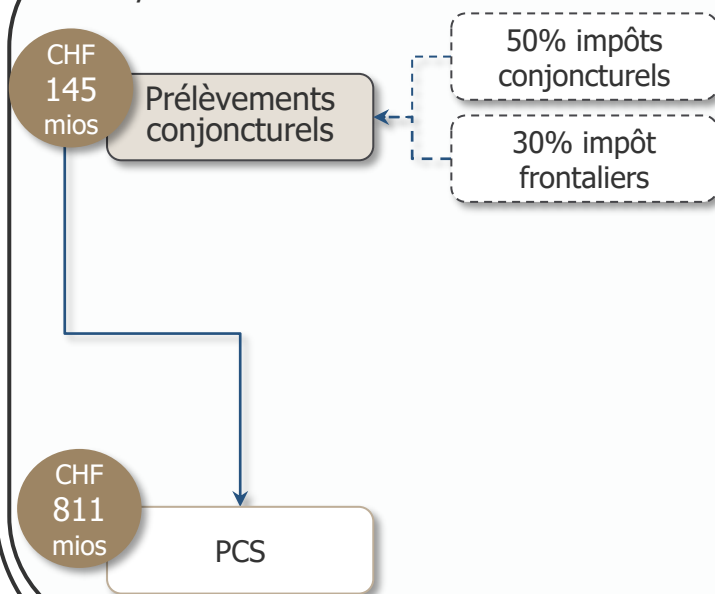 CHF
145
mios
Prélèvements
conjoncturels
50% impôts
conjoncturels
30% impôt
frontaliers
CHF
811
mios
PCS